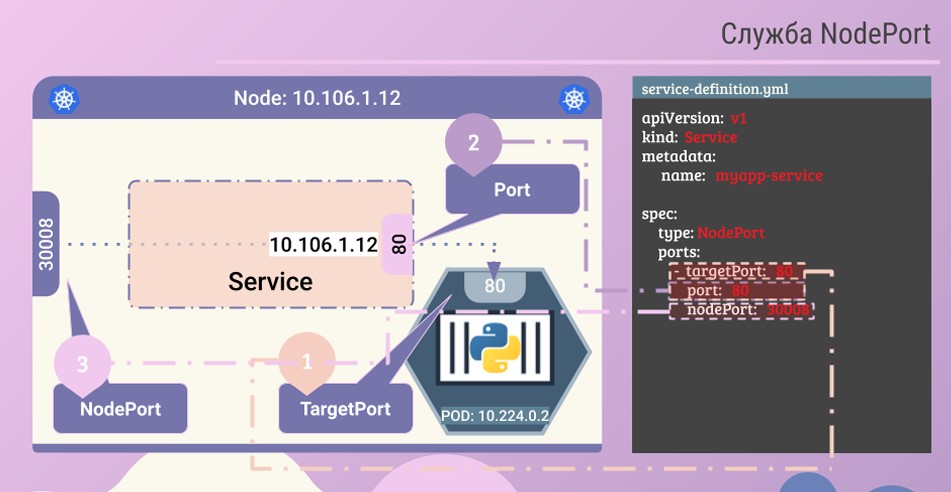 Служба NodePort
Node: 10.106.1.12
2
Port
30008
10.106.1.12
80
Service
80
3
1
NodePort
TargetPort
POD: 10.224.0.2
service-definition.yml
apiVersion: v1
kind: Service
metadata:
name: myapp-service
spec:
type: NodePort
ports:
targetPort: 80
port: 80
nodePort: 30008